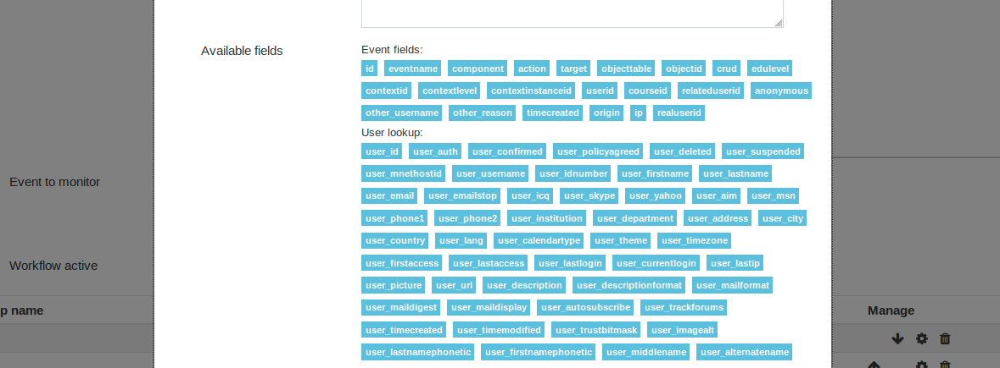 Available fields
Event fields:
id eventname component action target objecttable objectid crud edulevel
contextid contextlevel contextinstanceid userid courseid relateduserid anonymous
other_username other_reason timecreated origin ip realuserid
User lookup:
user_id user_auth user_confirmed user_policyagreed user_deleted user_suspended
user_mnethostid user_username user_idnumber user_firstname user_lastname
Event to monitor
user_email user_emailstop user_icq user_skype user_yahoo user_aim user_msn
user_phone1 user_phone2 user_institution user_department user_address user_city
user_country user_lang user_calendartype user_theme user_timezone
user_firstaccess user_lastaccess user_lastlogin user_currentlogin user_lastip
Workflow active
user_picture user_url user_description user_descriptionformat user_mailformat
user_maildigest user_maildisplay user_autosubscribe user_trackforums
p name
Manage
user_timecreated user_timemodified user_trustbitmask user_imagealt
user_lastnamephonetic user_firstnamephonetic user_middlename user_alternatename